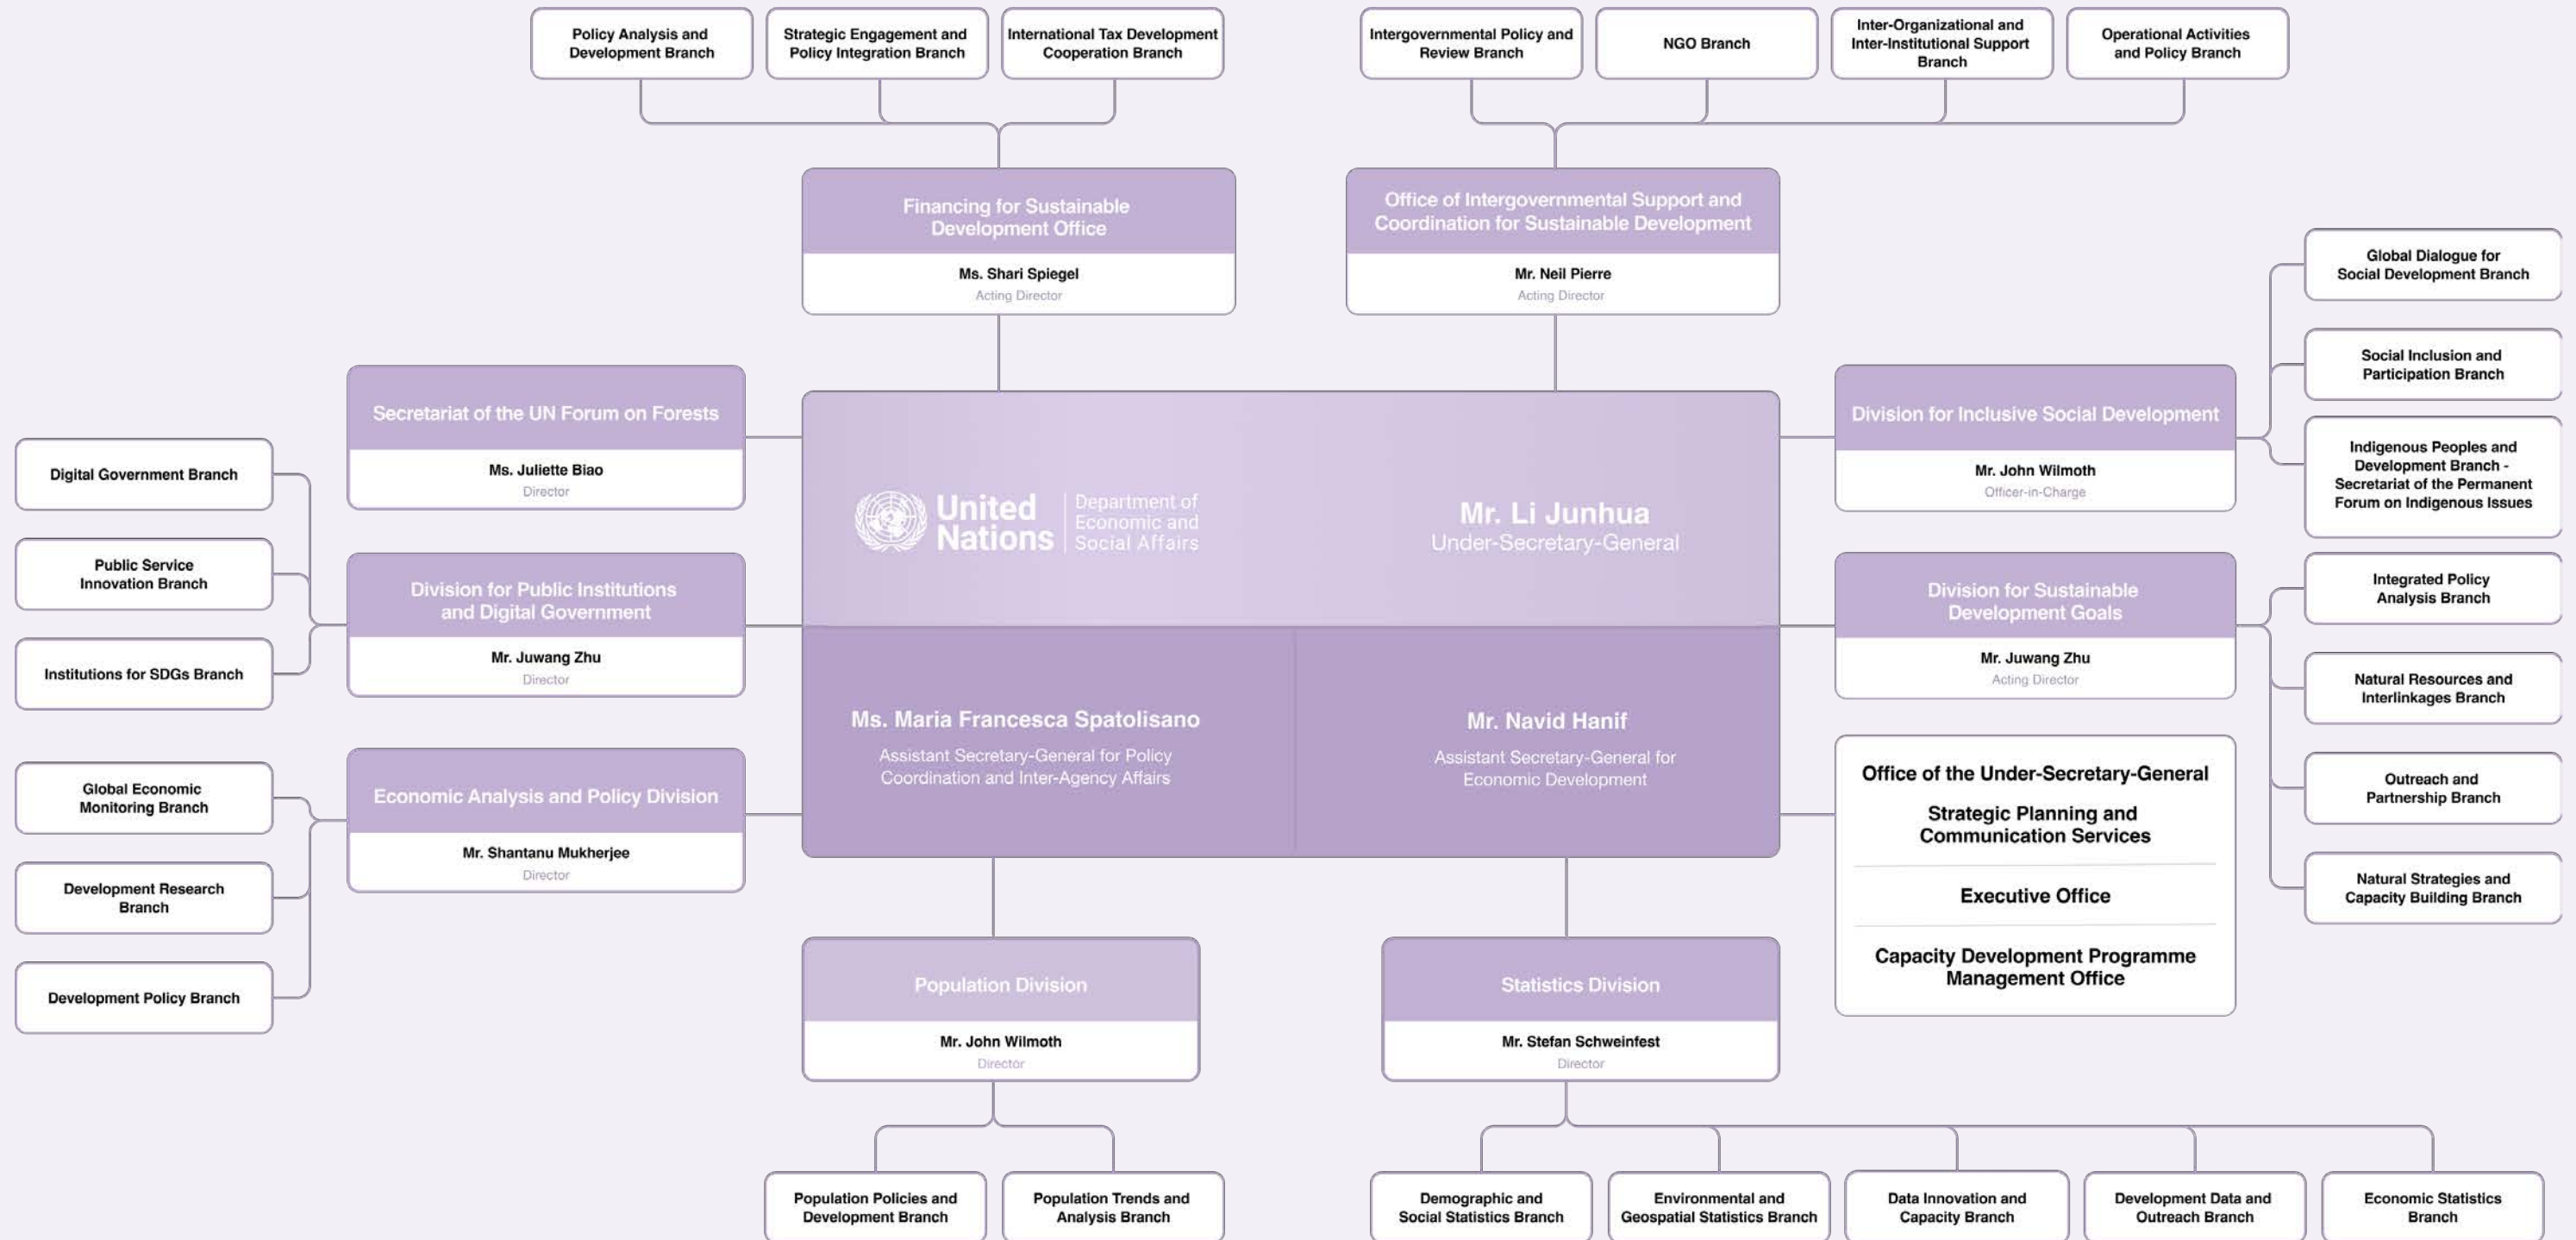 Policy Analysis and
Development Branch
Strategic Engagement and
Policy Integration Branch
International Tax Development
Cooperation Branch
Intergovernmental Policy and
Review Branch
NGO Branch
Inter-Organizational and
Inter-Institutional Support
Branch
Operational Activities
and Policy Branch
Financing for Sustainable
Development Office
Ms. Shari Spiegel
Acting Director
Office of Intergovernmental Support and
Coordination for Sustainable Development
Mr. Neil Pierre
Acting Director
Secretariat of the UN Forum on Forests
Ms. Juliette Biao
Director
Digital Government Branch
Public Service
Innovation Branch
Institutions for SDGs Branch
Division for Public Institutions
and Digital Government
Mr. Juwang Zhu
Director
Global Economic
Monitoring Branch
Development Research
Branch
Development Policy Branch
Economic Analysis and Policy Division
Mr. Shantanu Mukherjee
Director
United
Nations
Department of
Economic and
Social Affairs
Mr. Li Junhua
Under-Secretary-General
Ms. Maria Francesca Spatolisano
Assistant Secretary-General for Policy
Coordination and Inter-Agency Affairs
Mr. Navid Hanif
Assistant Secretary-General for
Economic Development
Division for Inclusive Social Development
Mr. John Wilmoth
Officer-in-Charge
Global Dialogue for
Social Development Branch
Social Inclusion and
Participation Branch
Indigenous Peoples and
Development Branch -
Secretariat of the Permanent
Forum on Indigenous Issues
Division for Sustainable
Development Goals
Mr. Juwang Zhu
Acting Director
Integrated Policy
Analysis Branch
Natural Resources and
Interlinkages Branch
Outreach and
Partnership Branch
Natural Strategies and
Capacity Building Branch
Office of the Under-Secretary-General
Strategic Planning and
Communication Services
Executive Office
Capacity Development Programme
Management Office
Population Division
Mr. John Wilmoth
Director
Statistics Division
Mr. Stefan Schweinfest
Director
Population Policies and
Development Branch
Population Trends and
Analysis Branch
Demographic and
Social Statistics Branch
Environmental and
Geospatial Statistics Branch
Data Innovation and
Capacity Branch
Development Data and
Outreach Branch
Economic Statistics
Branch